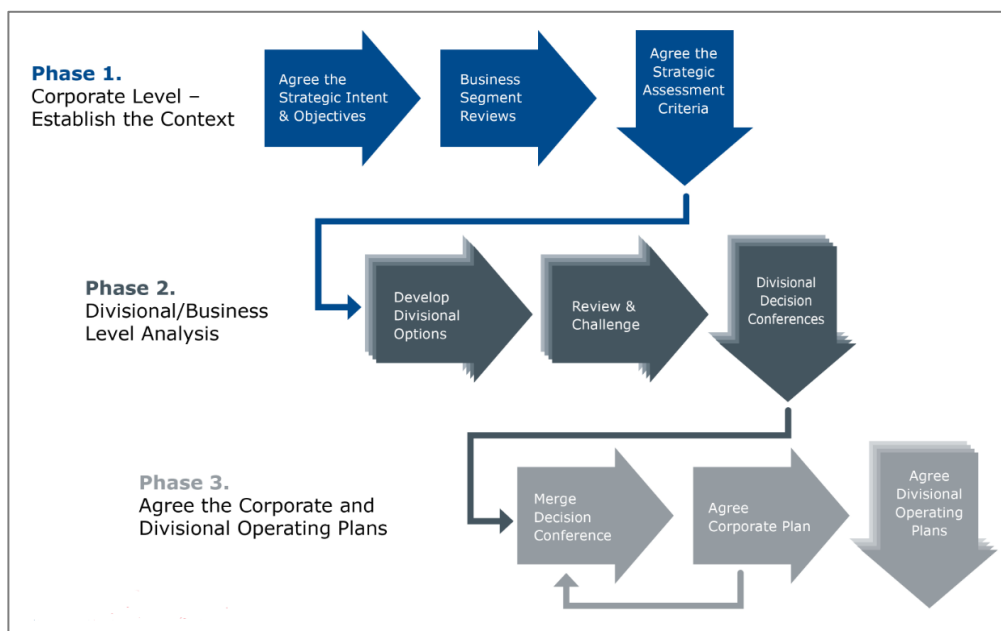 Phase 1.
Corporate Level –
Establish the Context
Agree the
Strategic Intent
& Objectives
Business
Segment
Reviews
Agree the
Strategic
Assessment
Criteria
Phase 2.
Divisional/Business
Level Analysis
Develop
Divisional
Options
Review &
Challenge
Divisional
Decision
Conferences
Phase 3.
Agree the Corporate and
Divisional Operating Plans
Merge
Decision
Conference
Agree
Corporate Plan
Agree
Divisional
Operating
Plans